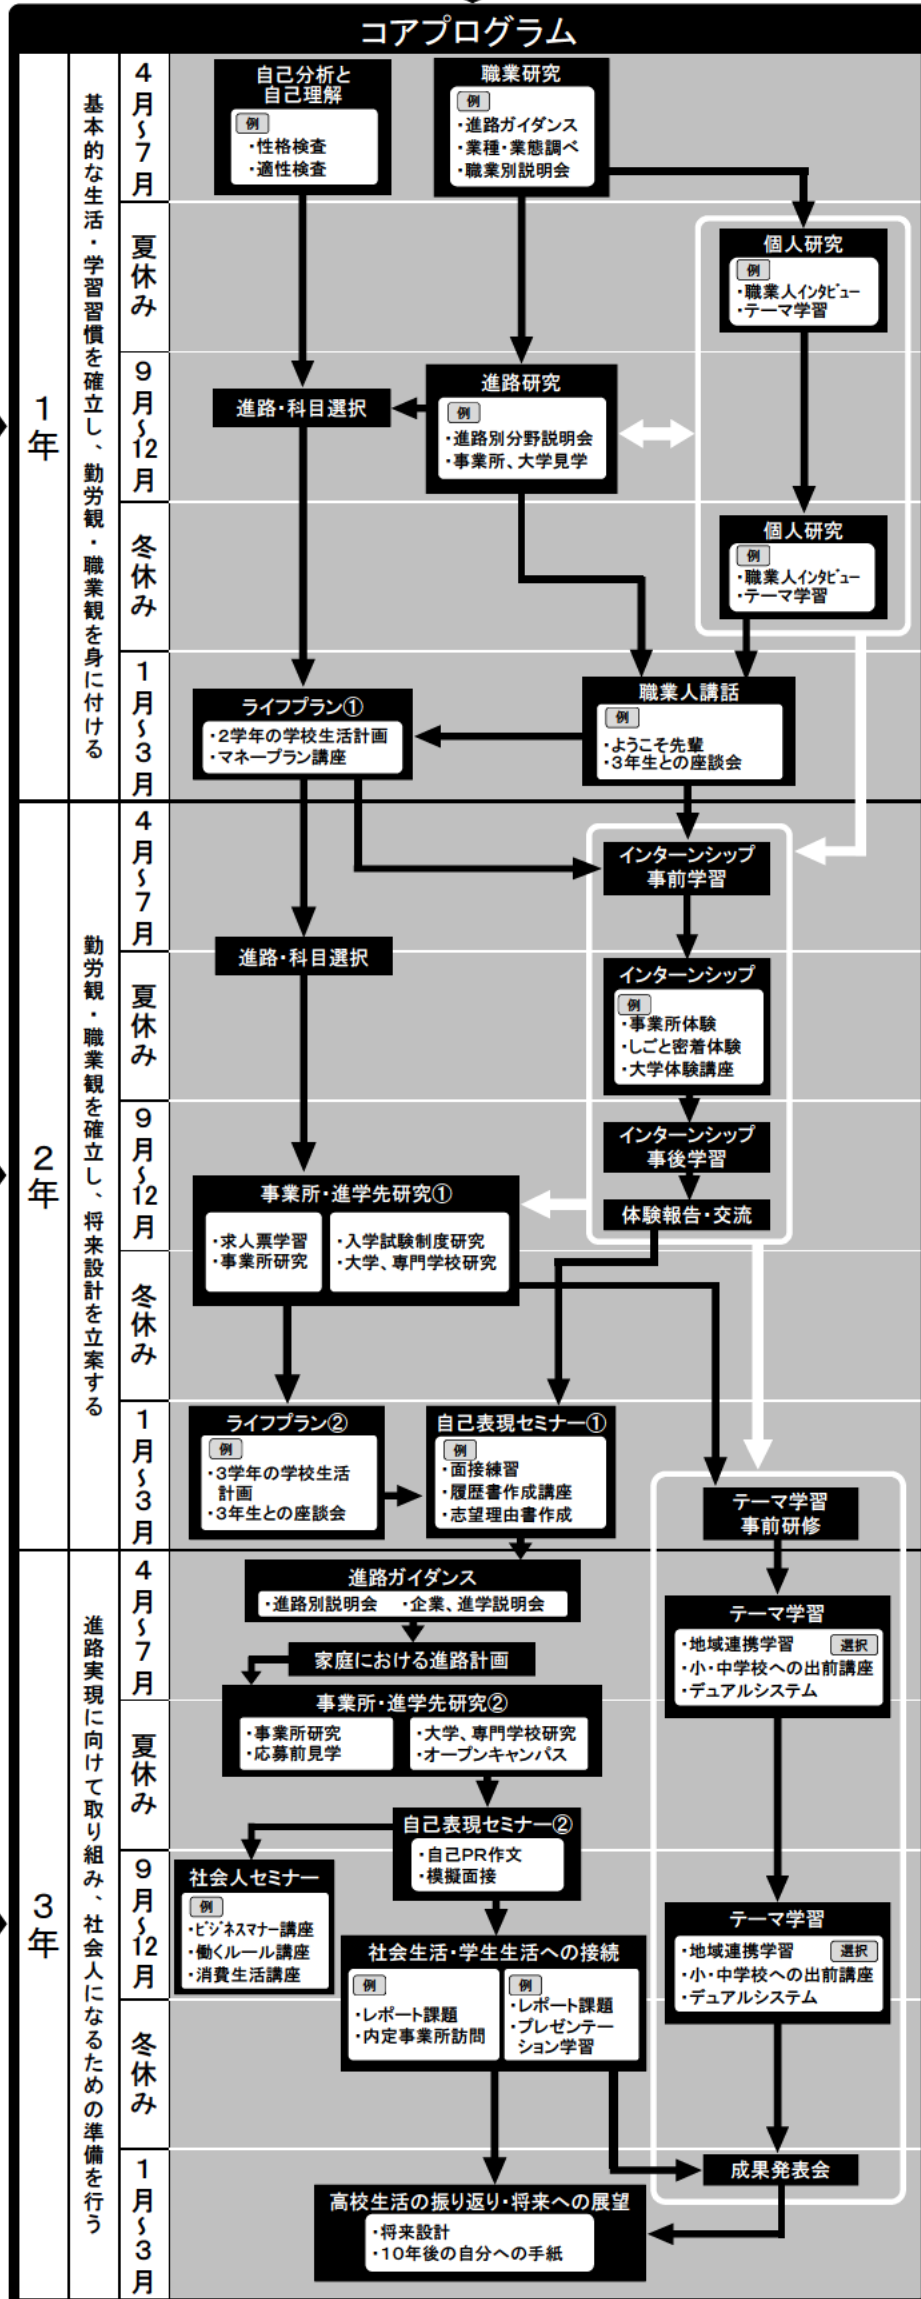 コアプログラム
1年
基本的な生活・学習習慣を確立し、勤労観・職業観を身に付ける
4月~7月
自己分析と
自己理解
例
・性格検査
・適性検査
職業研究
例
・進路ガイダンス
・業種・業態調べ
・職業別説明会
夏休み
個人研究
例
・職業人インタビュー
・テーマ学習
9月~12月
進路・科目選択
進路研究
例
・進路別分野説明会
・事業所、大学見学
冬休み
個人研究
例
・職業人インタビュー
・テーマ学習
1月~3月
ライフプラン①
・2学年の学校生活計画
・マネープラン講座
職業人講話
例
・ようこそ先輩
・3年生との座談会
2年
勤労観・職業観を確立し、将来設計を立案する
4月~7月
インターンシップ
事前学習
進路・科目選択
夏休み
インターンシップ
例
・事業所体験
・しごと密着体験
・大学体験講座
9月~12月
インターンシップ
事後学習
体験報告・交流
事業所・進学先研究①
・求人票学習
・事業所研究
・入学試験制度研究
・大学、専門学校研究
冬休み
1月~3月
ライフプラン②
例
・3学年の学校生活
計画
・3年生との座談会
自己表現セミナー①
例
・面接練習
・履歴書作成講座
・志望理由書作成
テーマ学習
事前研修
3年
進路実現に向けて取り組み、社会人になるための準備を行う
4月~7月
進路ガイダンス
・進路別説明会 ・企業、進学説明会
家庭における進路計画
テーマ学習
・地域連携学習 選択
・小・中学校への出前講座
・デュアルシステム
事業所・進学先研究②
・事業所研究
・応募前見学
・大学、専門学校研究
・オープンキャンパス
夏休み
自己表現セミナー②
・自己PR作文
・模擬面接
9月~12月
社会人セミナー
例
・ビジネスマナー講座
・働くルール講座
・消費生活講座
社会生活・学生生活への接続
例
・レポート課題
・内定事業所訪問
例
・レポート課題
・プレゼンテー
ション学習
テーマ学習
・地域連携学習 選択
・小・中学校への出前講座
・デュアルシステム
冬休み
1月~3月
成果発表会
高校生活の振り返り・将来への展望
・将来設計
・10年後の自分への手紙